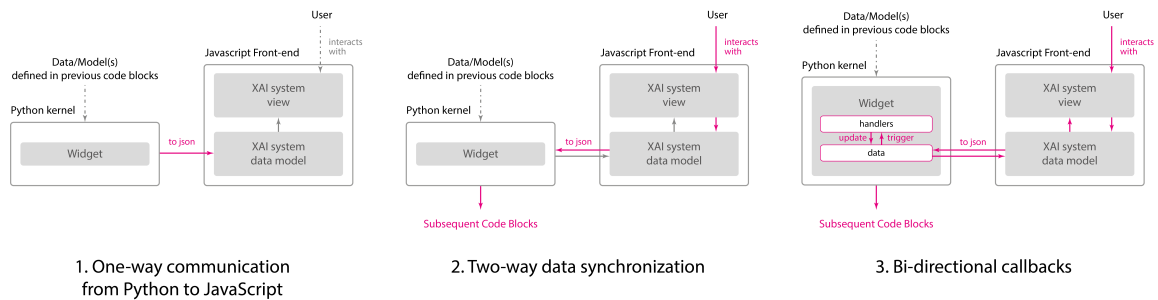 User
interacts
with
Javascript Front-end
Data/Model(s)
defined in previous code blocks
XAI system
view
Python kernel
to json
Widget
XAI system
data model
1. One-way communication
from Python to JavaScript
User
interacts
with
Javascript Front-end
Data/Model(s)
defined in previous code blocks
XAI system
view
Python kernel
to json
Widget
XAI system
data model
Subsequent Code Blocks
2. Two-way data synchronization
Data/Model(s)
defined in previous code blocks
User
interacts
with
Javascript Front-end
Python kernel
XAI system
view
Widget
handlers
update
trigger
to json
data
XAI system
data model
Subsequent Code Blocks
3. Bi-directional callbacks